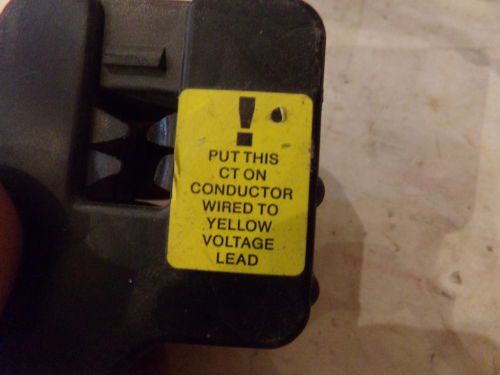 !
PUT THIS
CT ON
CONDUCTOR
WIRED TO
YELLOW
VOLTAGE
LEAD